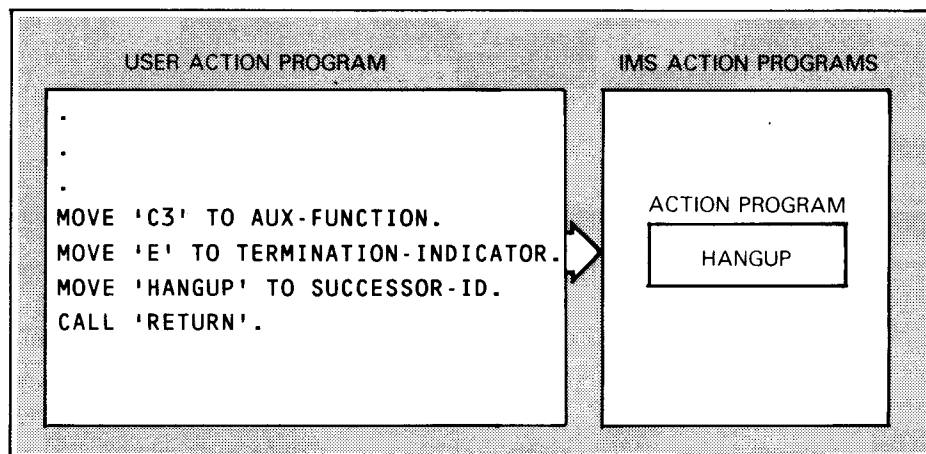 USER ACTION PROGRAM
.
.
.
MOVE 'C3' TO AUX-FUNCTION.
MOVE 'E' TO TERMINATION-INDICATOR.
MOVE 'HANGUP' TO SUCCESSOR-ID.
CALL 'RETURN'.
IMS ACTION PROGRAMS
ACTION PROGRAM
HANGUP